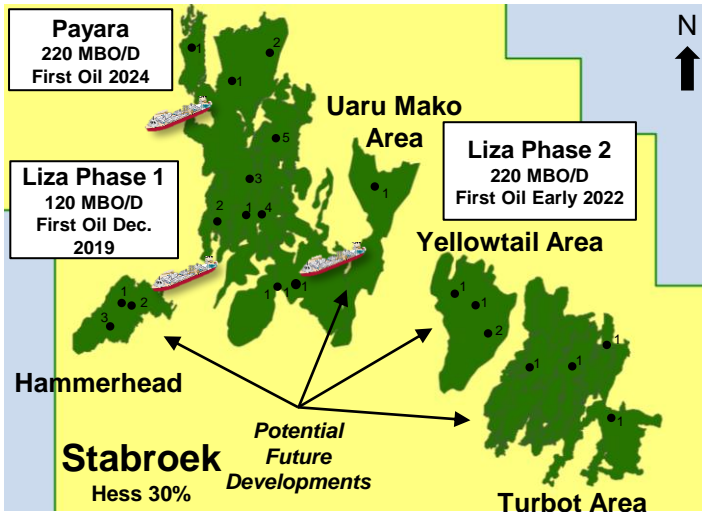 Payara
220 MBO/D
First Oil 2024
N
1
2
1
Uaru Mako
Area
5
Liza Phase 2
220 MBO/D
First Oil Early 2022
Liza Phase 1
120 MBO/D
First Oil Dec.
2019
3
1
2
1
4
Yellowtail Area
1
1
1
1
1
2
3
1
1
2
1
1
1
1
Hammerhead
Potential
Future
Developments
Stabroek
Hess 30%
Turbot Area